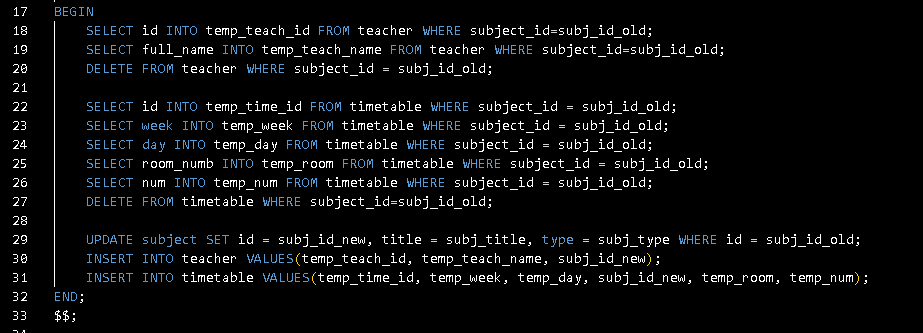 17 BEGIN
18 SELECT id INTO temp_teach_id FROM teacher WHERE subject_id=subj_id_old;
19 SELECT full_name INTO temp_teach_name FROM teacher WHERE subject_id=subj_id_old;
20 DELETE FROM teacher WHERE subject_id = subj_id_old;
21
22 SELECT id INTO temp_time_id FROM timetable WHERE subject_id = subj_id_old;
23 SELECT week INTO temp_week FROM timetable WHERE subject_id = subj_id_old;
24 SELECT day INTO temp_day FROM timetable WHERE subject_id = subj_id_old;
25 SELECT room_numb INTO temp_room FROM timetable WHERE subject_id = subj_id_old;
26 SELECT num INTO temp_num FROM timetable WHERE subject_id = subj_id_old;
27 DELETE FROM timetable WHERE subject_id=subj_id_old;
28
29 UPDATE subject SET id = subj_id_new, title = subj_title, type = subj_type WHERE id = subj_id_old;
30 INSERT INTO teacher VALUES(temp_teach_id, temp_teach_name, subj_id_new);
31 INSERT INTO timetable VALUES(temp_time_id, temp_week, temp_day, subj_id_new, temp_room, temp_num);
32 END;
33 $$;